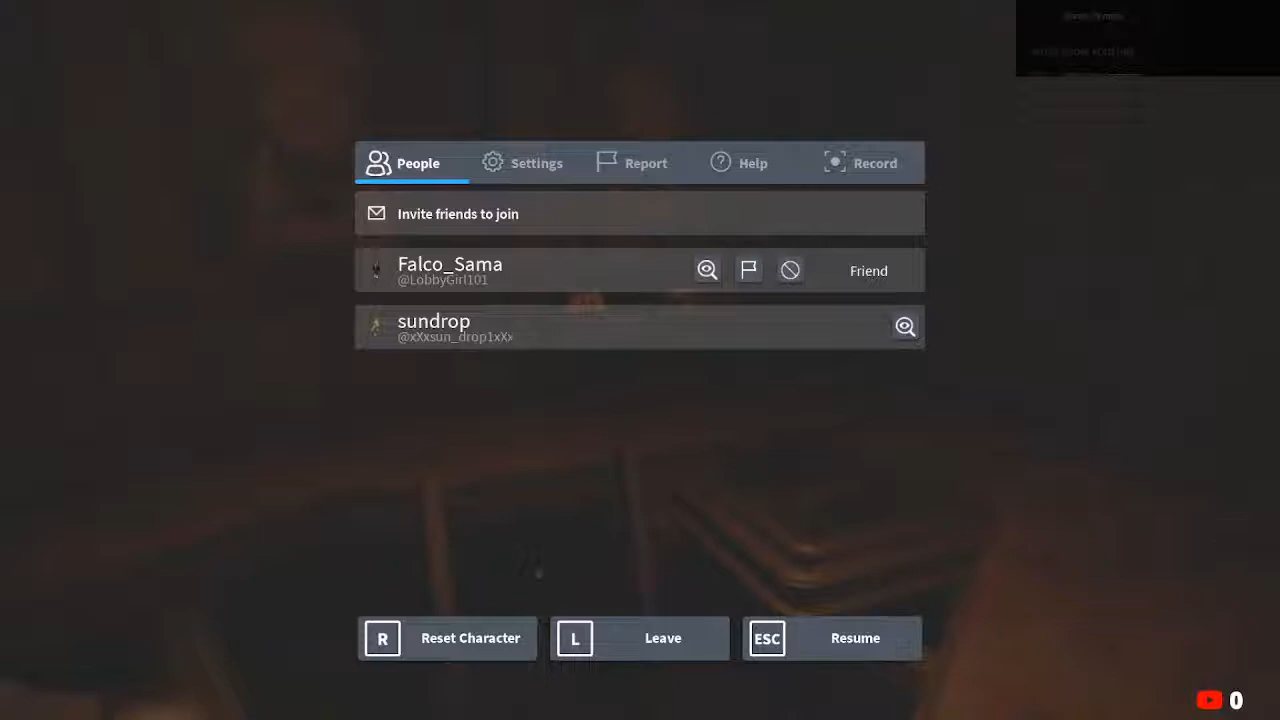 People
Settings
Report
Help
Record
Invite friends to join
Falco_Sama
@LobbyGirl101
Friend
sundrop
@xXxsun_drop1xXx
R
Reset Character
L
Leave
ESC
Resume
0